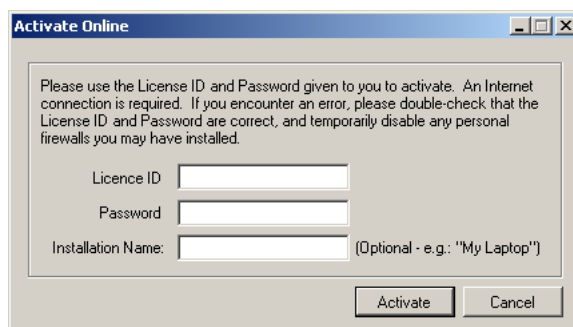 Activate Online
Please use the License ID and Password given to you to activate. An Internet
connection is required. If you encounter an error, please double-check that the
License ID and Password are correct, and temporarily disable any personal
firewalls you may have installed.
Licence ID
Password
Installation Name: (Optional - e.g.: "My Laptop")
Activate Cancel